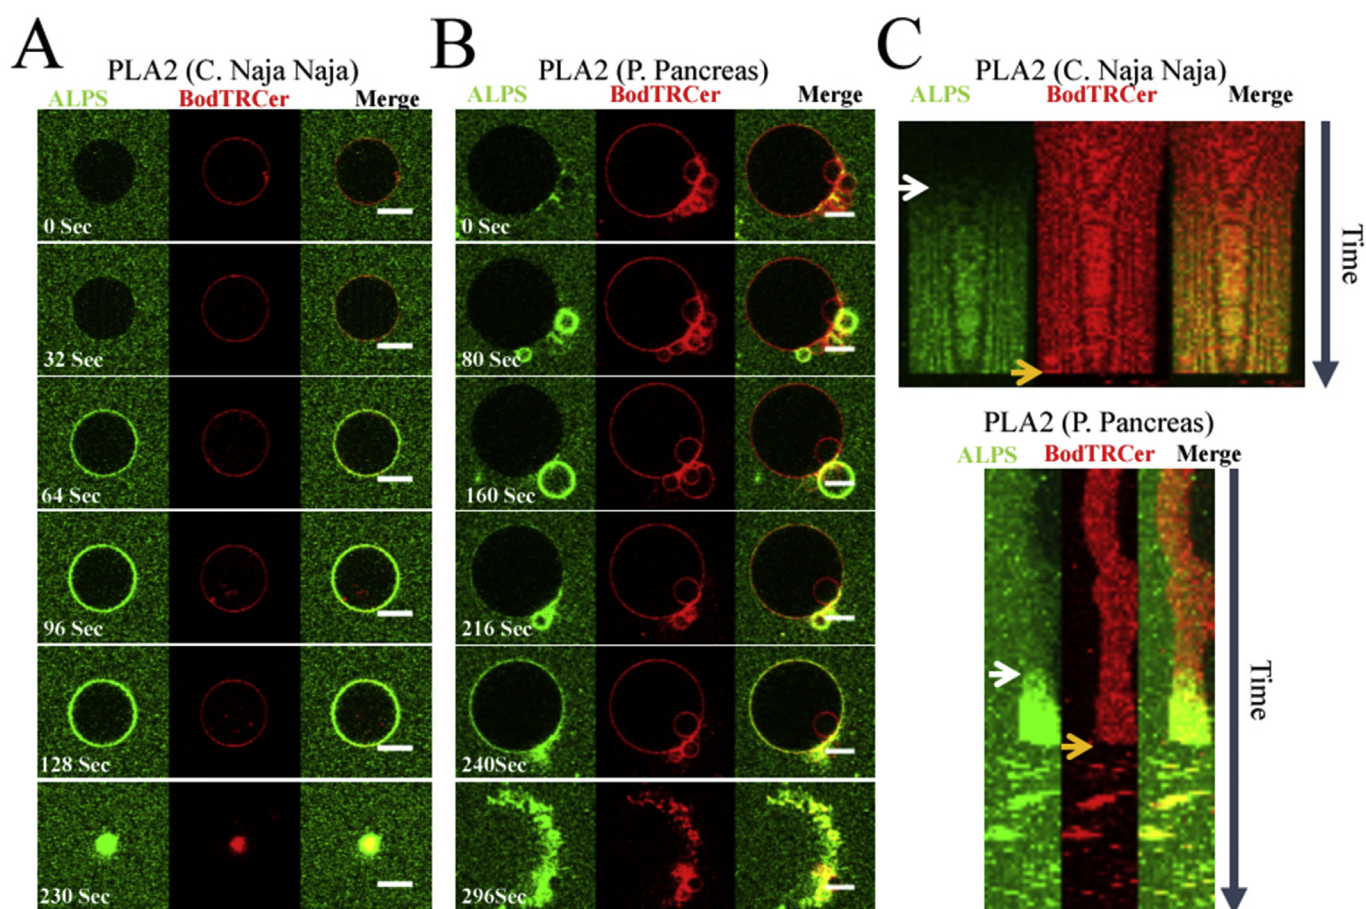 A
PLA2 (C. Naja Naja)
ALPS BodTRCer Merge
0 Sec
32 Sec
64 Sec
96 Sec
128 Sec
230 Sec
B
PLA2 (P. Pancreas)
ALPS BodTRCer Merge
0 Sec
80 Sec
160 Sec
216 Sec
240Sec
296Sec
C
PLA2 (C. Naja Naja)
ALPS BodTRCer Merge
Time
PLA2 (P. Pancreas)
ALPS BodTRCer Merge
Time